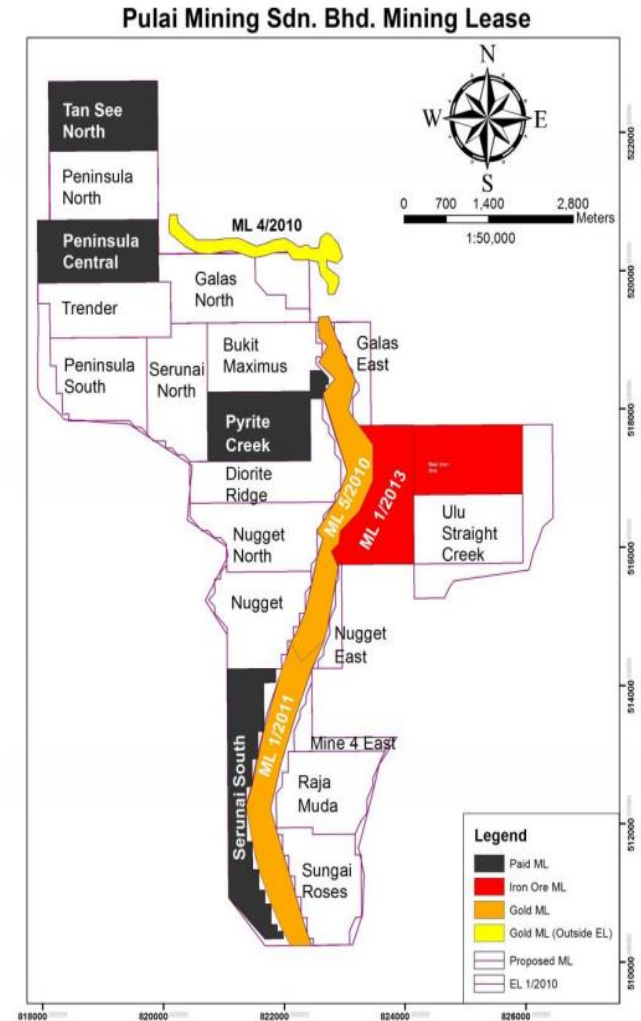 Pulai Mining Sdn. Bhd. Mining Lease
N
W
E
S
0 700 1,400 2,800
Meters
1:50,000
Tan See
North
Peninsula
North
Peninsula
Central
ML 4/2010
Galas
North
Trender
Bukit
Maximus
Galas
East
Peninsula
South
Serunai
North
Pyrite
Creek
Diorite
Ridge
ML 5/2010
ML 1/2013
Ulu
Straight
Creek
Nugget
North
Nugget
Nugget
East
ML 1/2011
Serunai South
Mine 4 East
Raja
Muda
Sungai
Roses
Legend
Paid ML
Iron Ore ML
Gold ML
Gold ML (Outside EL)
Proposed ML
EL 1/2010
522000
520000
518000
516000
514000
512000
510000
818000
820000
822000
824000
826000